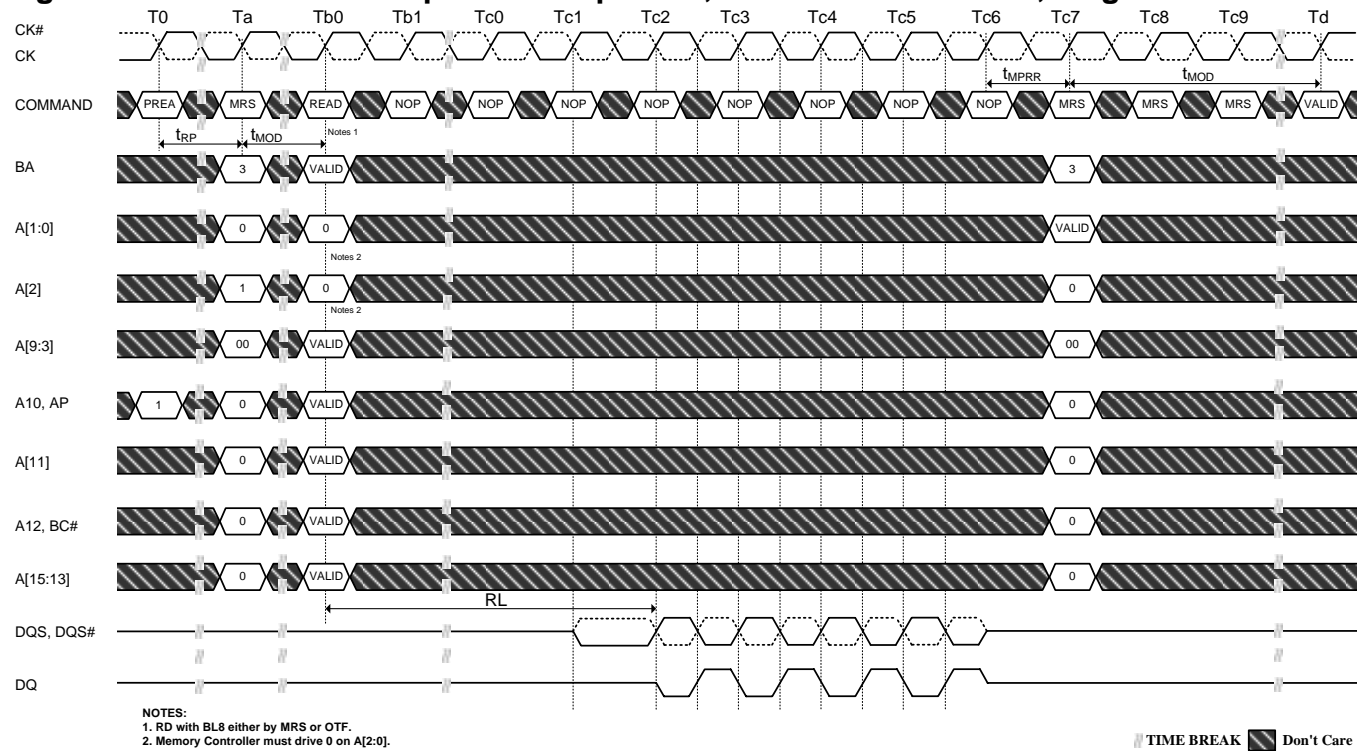 T0 Ta Tb0 Tb1 Tc0 Tc1 Tc2 Tc3 Tc4 Tc5 Tc6 Tc7 Tc8 Tc9 Td
CK#
CK
tMPRR tMOD
COMMAND PREA MRS READ NOP NOP NOP NOP NOP NOP NOP NOP MRS MRS MRS VALID
tRP tMOD Notes 1
BA 3 VALID 3
A[1:0] 0 0 VALID
Notes 2
A[2] 1 0 0
Notes 2
A[9:3] 00 VALID 00
A10, AP 1 0 VALID 0
A[11] 0 VALID 0
A12, BC# 0 VALID 0
A[15:13] 0 VALID 0
RL
DQS, DQS#
DQ
NOTES:
1. RD with BL8 either by MRS or OTF.
2. Memory Controller must drive 0 on A[2:0].
TIME BREAK Don't Care